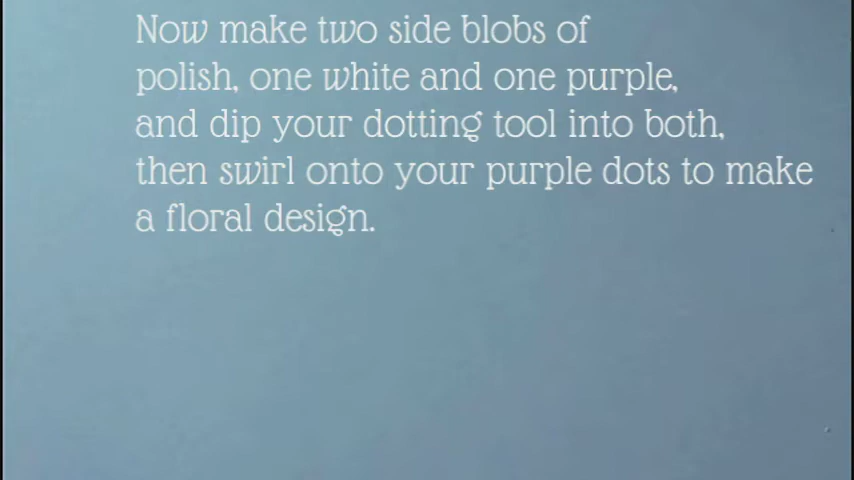 Now make two side blobs of
polish, one white and one purple,
and dip your dotting tool into both,
then swirl onto your purple dots to make
a floral design.